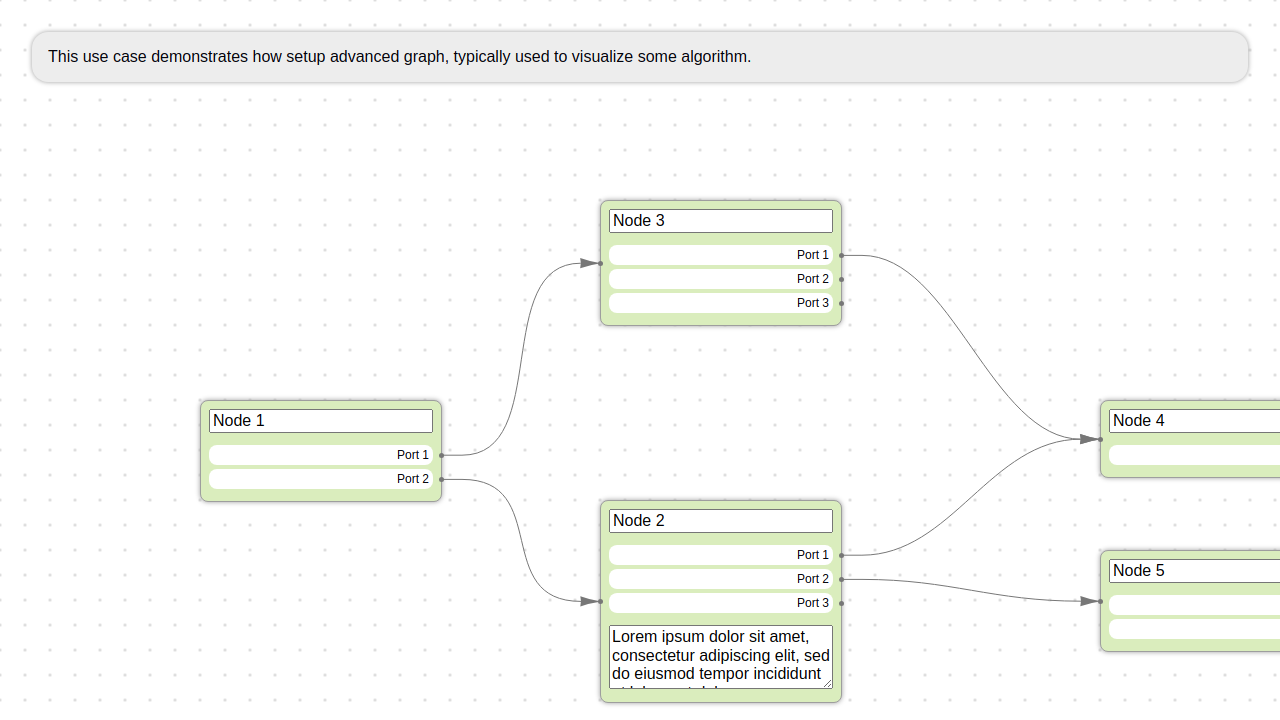 This use case demonstrates how setup advanced graph, typically used to visualize some algorithm.
Node 3
Port 1
Port 2
Port 3
Node 1
Port 1
Port 2
Node 4
Node 2
Port 1
Port 2
Port 3
Lorem ipsum dolor sit amet,
consectetur adipiscing elit, sed
do eiusmod tempor incididunt
Node 5